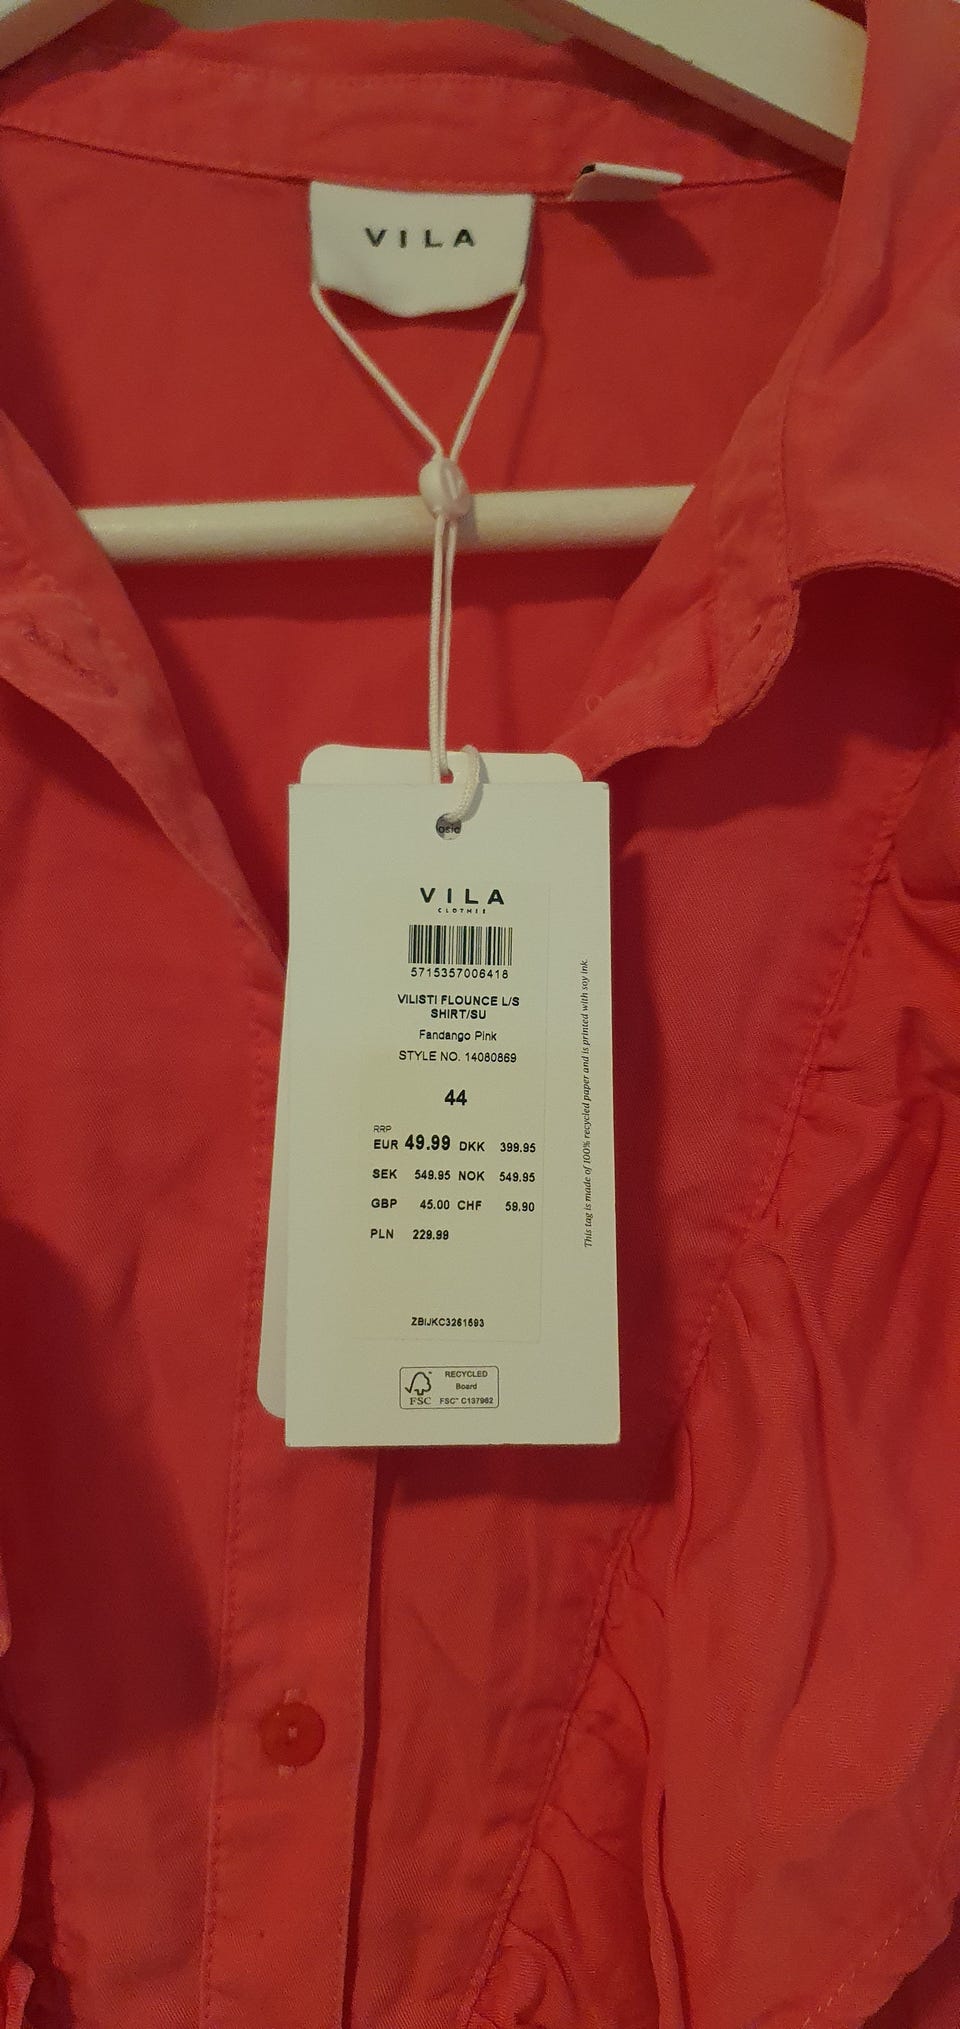 VILA
VILA
CLOTHES
5715357006418
VILISTI FLOUNCE L/S
SHIRT/SU
Fandango Pink
STYLE NO. 14080869
44
RRP
EUR 49.99 DKK 399.95
SEK 549.95 NOK 549.95
GBP 45.00 CHF 59.90
PLN 229.99
ZBIJKC3261593
FSC™ RECYCLED
Board
FSC™ C137962
This tag is made of 100% recycled paper and is printed with soy ink.